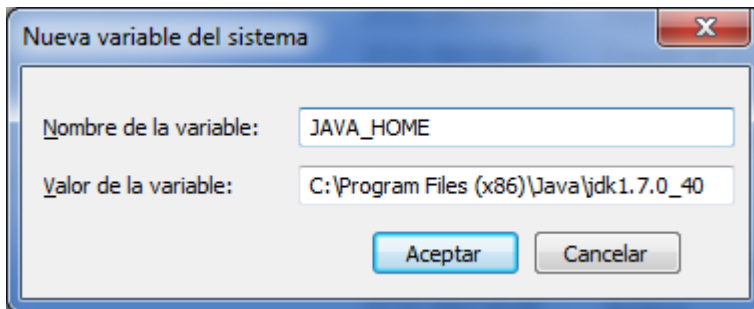 Nueva variable del sistema
Nombre de la variable: JAVA_HOME
Valor de la variable: C:\Program Files (x86)\Java\jdk1.7.0_40
Aceptar Cancelar